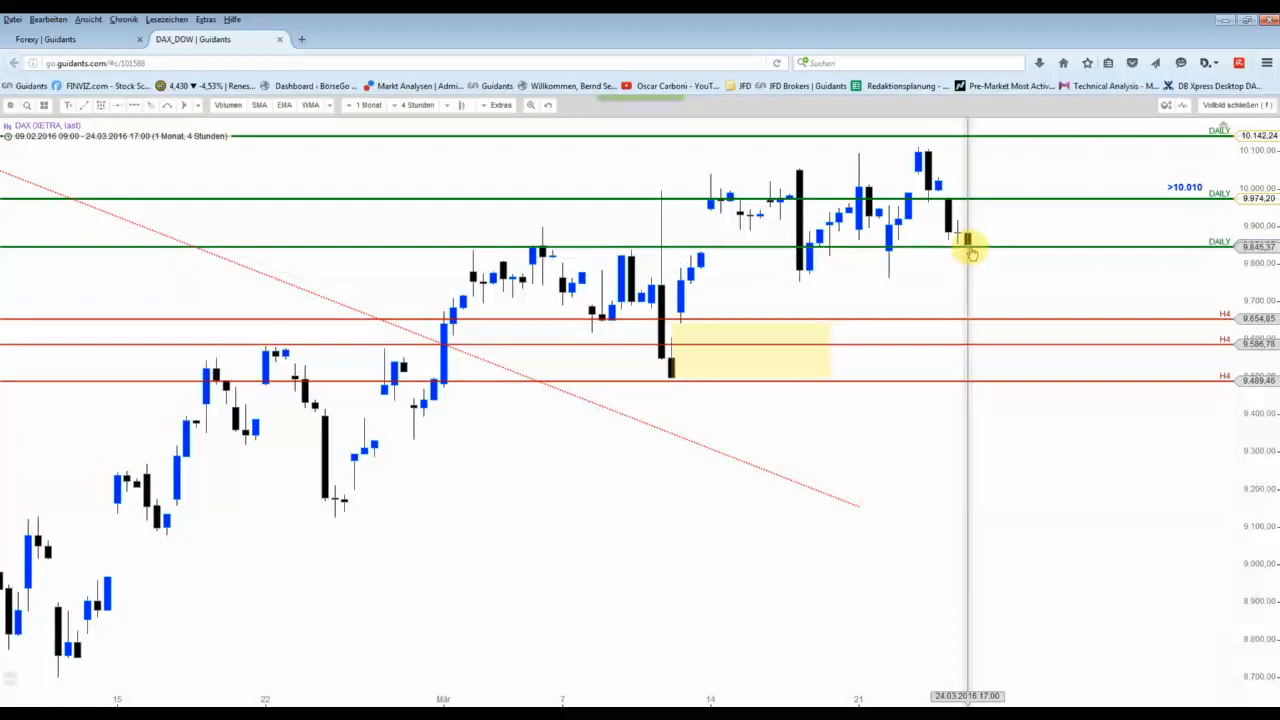 Datei Bearbeiten Ansicht Chronik Lesezeichen Extras Hilfe
Forexy | Guidants × DAX_DOW | Guidants × +
go.guidants.com/#c/101588 Suchen
Guidants FINVIZ.com - Stock Sc... 4,430 ▼ -4,53% | Renes... Dashboard ‹ BörseGo ... Markt Analysen | Admi... Guidants Willkommen, Bernd Se... Oscar Carboni - YouT... JFD JFD Brokers | Guidants Redaktionsplanung - ... Pre-Market Most Activ... Technical Analysis - ... DB Xpress Desktop DA...
Volumen SMA EMA WMA 1 Monat 4 Stunden Extras Vollbild schließen ( f )
DAX (XETRA, last)
09.02.2016 09:00 - 24.03.2016 17:00 (1 Monat, 4 Stunden)
DAILY 10.142,24
10.100,00
>10.010 10.000,00
DAILY 9.974,20
9.900,00
DAILY 9.845,37
9.800,00
9.700,00
H4 9.654,85
H4 9.586,78
H4 9.489,46
9.400,00
9.300,00
9.200,00
9.100,00
9.000,00
8.900,00
8.800,00
8.700,00
15 22 Mär 7 14 21 24.03.2016 17:00